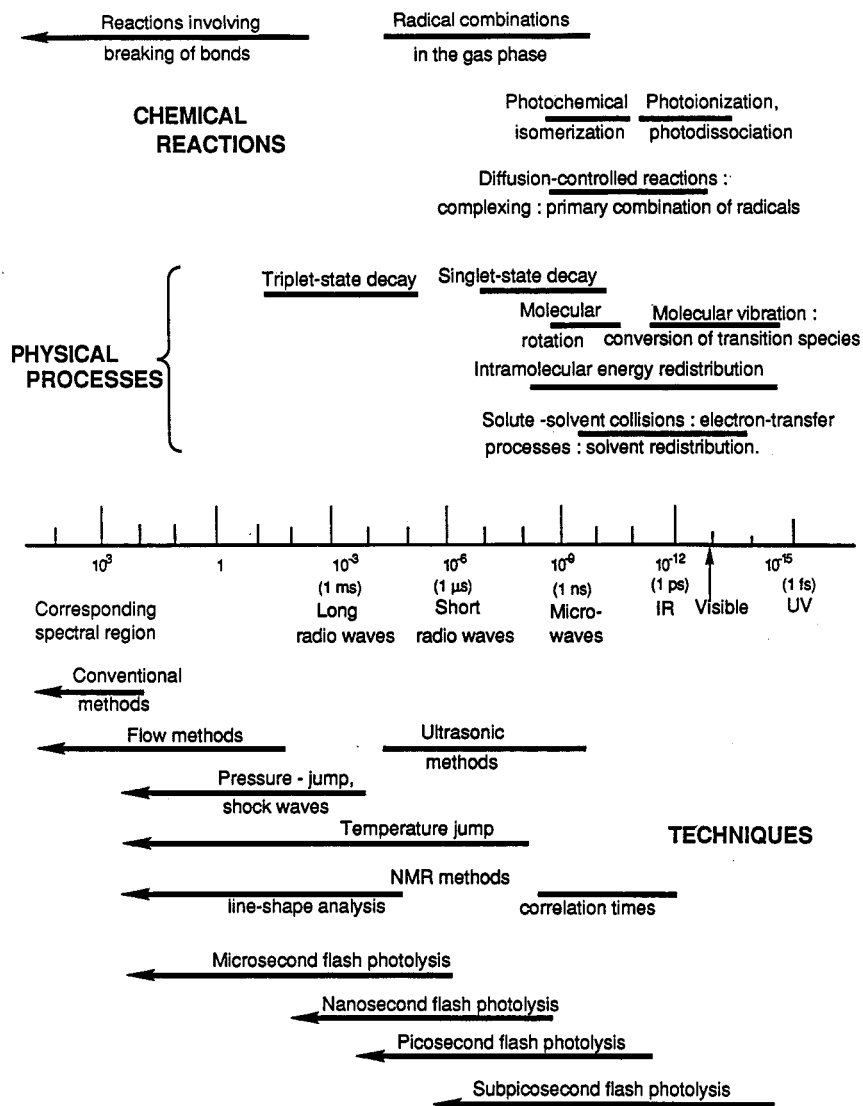 Reactions involving
breaking of bonds
Radical combinations
in the gas phase
CHEMICAL
REACTIONS
Photochemical
isomerization
Photoionization,
photodissociation
Diffusion-controlled reactions :
complexing : primary combination of radicals
PHYSICAL
PROCESSES
Triplet-state decay
Singlet-state decay
Molecular
rotation
Molecular vibration :
conversion of transition species
Intramolecular energy redistribution
Solute -solvent collisions : electron-transfer
processes : solvent redistribution.
10³ 1 10⁻³ 10⁻⁶ 10⁻⁹ 10⁻¹² 10⁻¹⁵
(1 ms) (1 µs) (1 ns) (1 ps) (1 fs)
Corresponding
spectral region
Long
radio waves
Short
radio waves
Micro-
waves
IR
Visible
UV
Conventional
methods
Flow methods
Ultrasonic
methods
Pressure - jump,
shock waves
Temperature jump
TECHNIQUES
NMR methods
line-shape analysis
correlation times
Microsecond flash photolysis
Nanosecond flash photolysis
Picosecond flash photolysis
Subpicosecond flash photolysis